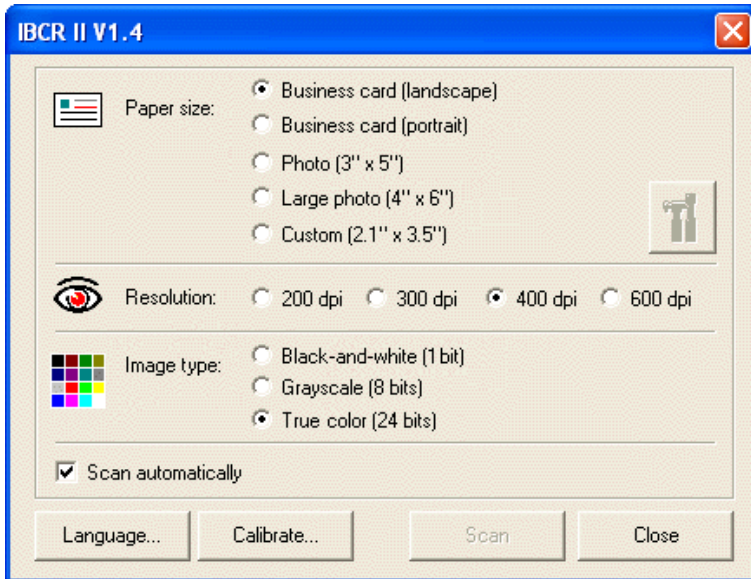 IBCR II V1.4
Paper size:
Business card (landscape)
Business card (portrait)
Photo (3" x 5")
Large photo (4" x 6")
Custom (2.1" x 3.5")
Resolution: 200 dpi 300 dpi 400 dpi 600 dpi
Image type:
Black-and-white (1 bit)
Grayscale (8 bits)
True color (24 bits)
Scan automatically
Language... Calibrate... Scan Close